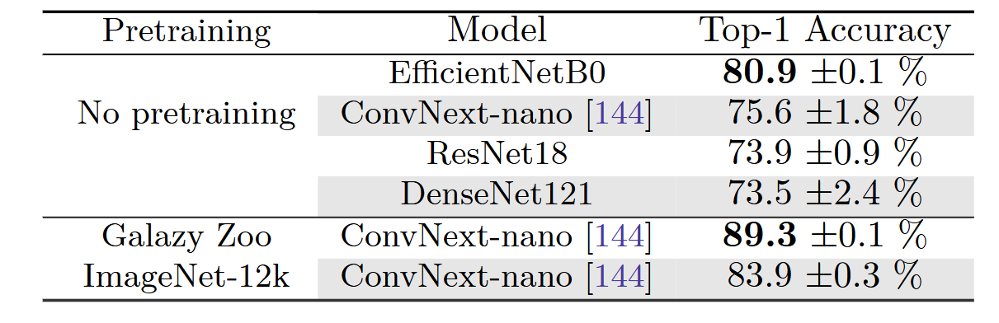 Pretraining Model Top-1 Accuracy
EfficientNetB0 80.9 ±0.1 %
No pretraining ConvNext-nano [144] 75.6 ±1.8 %
ResNet18 73.9 ±0.9 %
DenseNet121 73.5 ±2.4 %
Galazy Zoo ConvNext-nano [144] 89.3 ±0.1 %
ImageNet-12k ConvNext-nano [144] 83.9 ±0.3 %